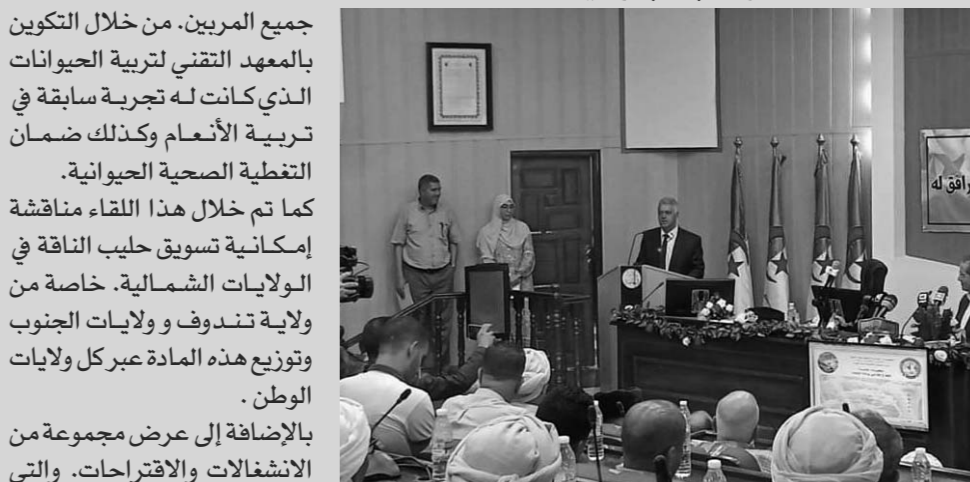 جميع المربين. من خلال التكوين
بالمعهد التقني لتربية الحيوانات
الذي كانت له تجربة سابقة في
تربية الأنعام وكذلك ضمان
التغطية الصحية الحيوانية.
كما تم خلال هذا اللقاء مناقشة
إمكانية تسويق حليب الناقة في
الولايات الشمالية. خاصة من
ولاية تندوف و ولايات الجنوب
وتوزيع هذه المادة عبر كل ولايات
الوطن .
بالإضافة إلى عرض مجموعة من
الانشغالات والاقتراحات. والتي
رافق له